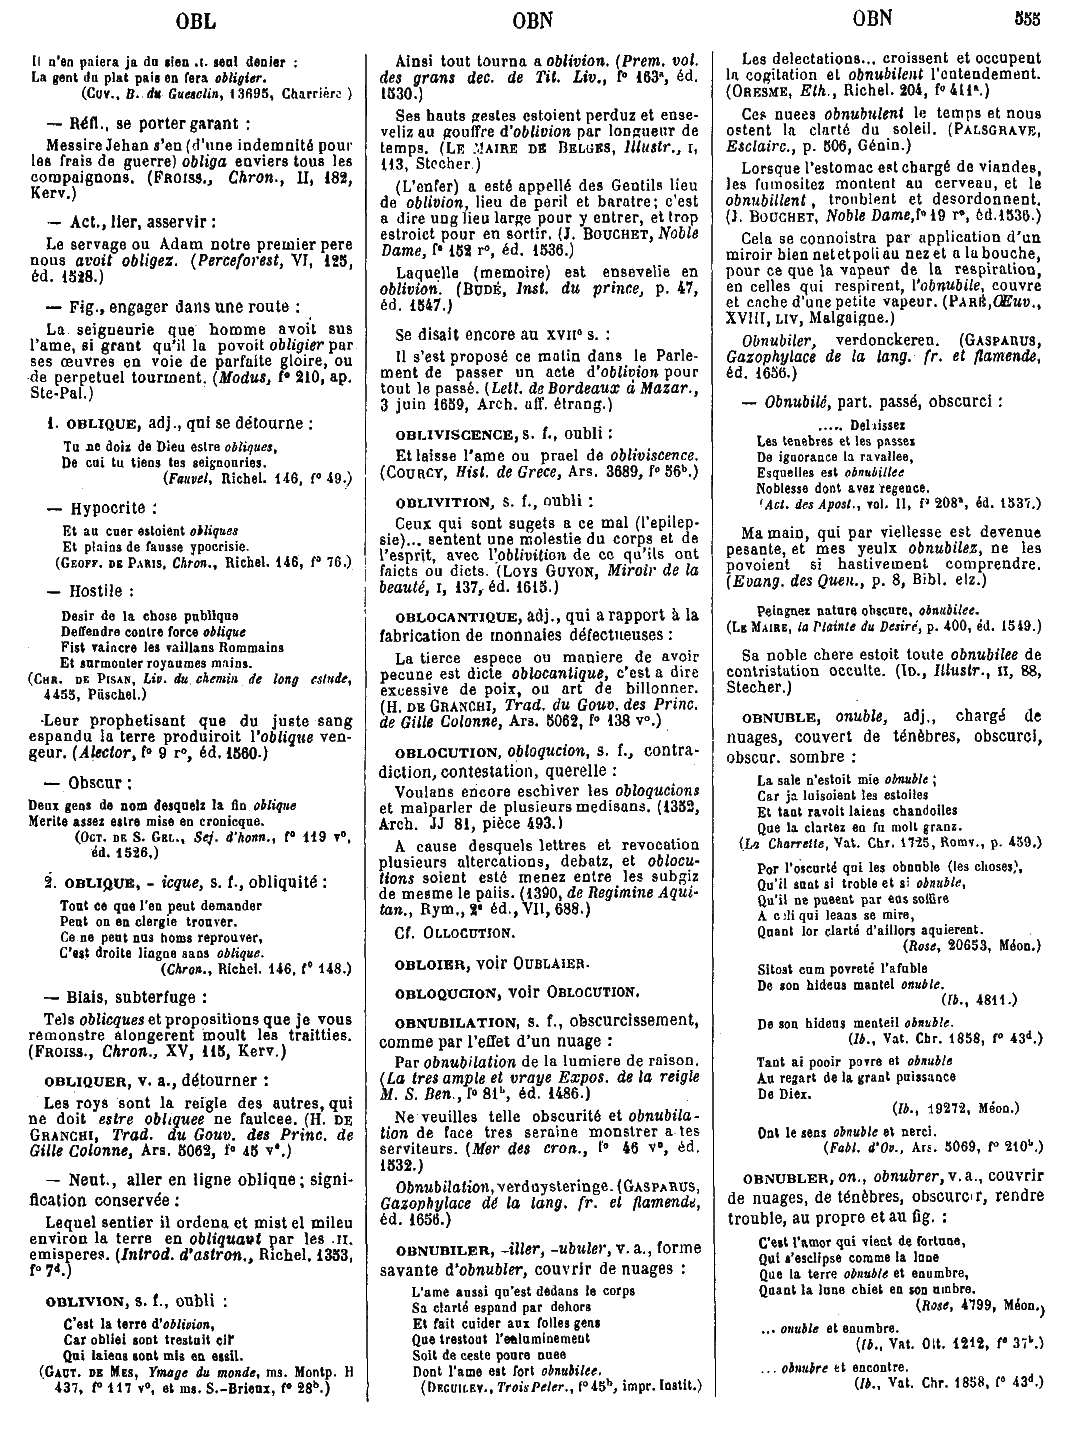 OBL
OBN
OBN
555
Il n'en paiera ja du sien .I. seul denier :
La gent du plat pais en fera obligier.
(CUV., B. du Guesclin, 13695, Charrière)
— Réfl., se porter garant :
Messire Jehan s'en (d'une indemnité pour
les frais de guerre) obliga enviers tous les
compaignons. (FROISS., Chron., II, 182,
Kerv.)
— Act., lier, asservir :
Le servage ou Adam notre premier pere
nous avoit obligez. (Perceforest, VI, 125,
éd. 1528.)
— Fig., engager dans une route :
La seigneurie que homme avoit sus
l'ame, si grant qu'il la povoit obligier par
ses œuvres en voie de parfaite gloire, ou
de perpetuel tourment. (Modus, f° 210, ap.
Ste-Pal.)
1. OBLIQUE, adj., qui se détourne :
Tu ne doiz de Dieu estre obliques,
De cui tu tiens tes seignouries.
(Fauvel, Richel. 146, f° 49.)
— Hypocrite :
Et au cuer estoient obliques
Et plains de fausse ypocrisie.
(GEOFF. DE PARIS, Chron., Richel. 146, f° 76.)
— Hostile :
Desir de la chose publique
Deffendre contre force oblique
Fist vaincre les vaillans Rommains
Et surmonter royaumes mains.
(CHR. DE PISAN, Liv. du chemin de long estude,
4455, Püschel.)
Leur prophetisant que du juste sang
espandu la terre produiroit l'oblique ven-
geur. (Alector, f° 9 r°, éd. 1560.)
— Obscur :
Deux gens de nom desquelz la fin oblique
Merite assez estre mise en cronicque.
(OCT. DE S. GEL., Sej. d'honn., f° 119 v°,
éd. 1526.)
2. OBLIQUE, - icque, s. f., obliquité :
Tout ce que l'en peut demander
Peut on en clergie trouver.
Ce ne peut nus homs reprouver,
C'est droite liugne sans oblique.
(Chron., Richel. 146, f° 148.)
— Biais, subterfuge :
Tels oblicques et propositions que je vous
remonstre alongerent moult les traitties.
(FROISS., Chron., XV, 115, Kerv.)
OBLIQUER, v. a., détourner :
Les roys sont la reigle des autres, qui
ne doit estre obliquee ne faulcee. (H. DE
GRANCHI, Trad. du Gouv. des Princ. de
Gille Colonne, Ars. 5062, f° 45 v°.)
— Neut., aller en ligne oblique ; signi-
fication conservée :
Lequel sentier il ordena et mist el mileu
environ la terre en obliquant par les .II.
emisperes. (Introd. d'astron., Richel. 1353,
f° 7d.)
OBLIVION, s. f., oubli :
C'est la terre d'oblivion,
Car obliei sont trestuit cil
Qui laiens sont mis en essil.
(GAUT. DE MES, Ymage du monde, ms. Montp. H
437, f° 117 v°, et ms. S.-Brieux, f° 28b.)
Ainsi tout tourna a oblivion. (Prem. vol.
des grans dec. de Tit. Liv., f° 163a, éd.
1530.)
Ses hauts gestes estoient perduz et ense-
veliz au gouffre d'oblivion par longueur de
temps. (LE MAIRE DE BELGES, Illustr., I,
113, Stecher.)
(L'enfer) a esté appellé des Gentils lieu
de oblivion, lieu de peril et baratre; c'est
a dire ung lieu large pour y entrer, et trop
estroict pour en sortir. (J. BOUCHET, Noble
Dame, f° 152 r°, éd. 1536.)
Laquelle (memoire) est ensevelie en
oblivion. (BUDÉ, Inst. du prince, p. 47,
éd. 1547.)
Se disait encore au XVIIe s. :
Il s'est proposé ce matin dans le Parle-
ment de passer un acte d'oblivion pour
tout le passé. (Lett. de Bordeaux à Mazar.,
3 juin 1659, Arch. aff. étrang.)
OBLIVISCENCE, s. f., oubli :
Et laisse l'ame ou prael de obliviscence.
(COURCY, Hist. de Grece, Ars. 3689, f° 56b.)
OBLIVITION, s. f., oubli :
Ceux qui sont sugets a ce mal (l'epilep-
sie)... sentent une molestie du corps et de
l'esprit, avec l'oblivition de ce qu'ils ont
faicts ou dicts. (LOYS GUYON, Miroir de la
beauté, I, 137, éd. 1615.)
OBLOCANTIQUE, adj., qui a rapport à la
fabrication de monnaies défectueuses :
La tierce espece ou maniere de avoir
pecune est dicte oblocantique, c'est a dire
excessive de poix, ou art de billonner.
(H. DE GRANCHI, Trad. du Gouv. des Princ.
de Gille Colonne, Ars. 5062, f° 138 v°.)
OBLOCUTION, obloqucion, s. f., contra-
diction, contestation, querelle :
Voulans encore eschiver les obloqucions
et malparler de plusieurs medisans. (1352,
Arch. JJ 81, pièce 493.)
A cause desquels lettres et revocation
plusieurs altercations, debatz, et oblocu-
tions soient esté menez entre les subgiz
de mesme le paiis. (1390, de Regimine Aqui-
tan., Rym., 2e éd., VII, 688.)
Cf. OLLOCUTION.
OBLOIER, voir OUBLAIER.
OBLOQUCION, voir OBLOCUTION.
OBNUBILATION, s. f., obscurcissement,
comme par l'effet d'un nuage :
Par obnubilation de la lumiere de raison.
(La tres ample et vraye Expos. de la reigle
M. S. Ben., f° 81b, éd. 1486.)
Ne veuilles telle obscurité et obnubila-
tion de face tres seraine monstrer a tes
serviteurs. (Mer des cron., f° 46 v°, éd.
1532.)
Obnubilation, verduysteringe. (GASPARUS,
Gazophylace de la lang. fr. et flamende,
éd. 1656.)
OBNUBILER, -iller, -ubuler, v. a., forme
savante d'obnubler, couvrir de nuages :
L'ame aussi qu'est dedans le corps
Sa clarté espand par dehors
Et fait cuider aux folles gens
Que trestout l'enluminement
Soit de ceste poure nuee
Dont l'ame est fort obnubilee.
(DEGUILEV., Trois Peler., f° 45b, impr. Instit.)
Les delectations... croissent et occupent
la cogitation et obnubilent l'entendement.
(ORESME, Eth., Richel. 204, f° 411a.)
Ces nuees obnubulent le temps et nous
ostent la clarté du soleil. (PALSGRAVE,
Esclairc., p. 506, Génin.)
Lorsque l'estomac est chargé de viandes,
les fumositez montent au cerveau, et le
obnubillent, troublent et desordonnent.
(J. BOUCHET, Noble Dame, f° 19 r°, éd. 1536.)
Cela se connoistra par application d'un
miroir bien net et poli au nez et a la bouche,
pour ce que la vapeur de la respiration,
en celles qui respirent, l'obnubile, couvre
et cache d'une petite vapeur. (PARÉ, Œuv.,
XVIII, LIV, Malgaigne.)
Obnubiler, verdonckeren. (GASPARUS,
Gazophylace de la lang. fr. et flamende,
éd. 1656.)
— Obnubilé, part. passé, obscurci :
..... Delaissez
Les tenebres et les passez
De ignorance la ravallee,
Esquelles est obnubillee
Noblesse dont avez regence.
(Act. des Apost., vol. II, f° 208a, éd. 1537.)
Ma main, qui par viellesse est devenue
pesante, et mes yeulx obnubilez, ne les
povoient si hastivement comprendre.
(Evang. des Quen., p. 8, Bibl. elz.)
Peingnez nature obscure, obnubilee.
(LE MAIRE, la Plainte du Desiré, p. 400, éd. 1549.)
Sa noble chere estoit toute obnubilee de
contristation occulte. (ID., Illustr., II, 88,
Stecher.)
OBNUBLE, onuble, adj., chargé de
nuages, couvert de ténèbres, obscurci,
obscur. sombre :
La sale n'estoit mie obnuble ;
Car ja luisoient les estoiles
Et tant ravoit laiens chandoiles
Que la clartez en fu molt granz.
(La Charrette, Vat. Chr. 1725, Romv., p. 459.)
Por l'oscurté qui les obnuble (les choses),
Qu'il sunt si troble et si obnuble,
Qu'il ne pueent par eus soffire
A celi qui leans se mire,
Quant lor clarté d'aillors aquierent.
(Rose, 20653, Méon.)
Sitost cum povreté l'afuble
De son hideus mantel onuble.
(Ib., 4811.)
De son hideus menteil obnuble.
(Ib., Vat. Chr. 1858, f° 43d.)
Tant ai pooir povre et obnuble
Au regart de la grant puissance
De Diex.
(Ib., 19272, Méon.)
Ont le sens obnuble et nerci.
(Fabl. d'Ov., Ars. 5069, f° 210b.)
OBNUBLER, on., obnubrer, v. a., couvrir
de nuages, de ténèbres, obscurcir, rendre
trouble, au propre et au fig. :
C'est l'amor qui vient de fortune,
Qui s'esclipse comme la lune
Que la terre obnuble et enumbre,
Quant la lune chiet en son umbre.
(Rose, 4799, Méon.)
... onuble et enumbre.
(Ib., Vat. Ott. 1212, f° 37b.)
... obnubre et encontre.
(Ib., Vat. Chr. 1858, f° 43d.)